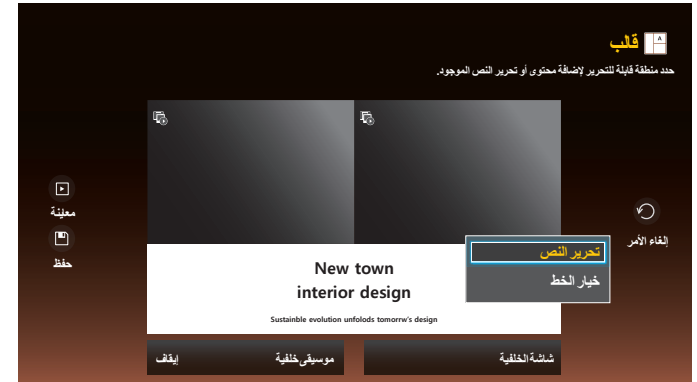 قالب
حدد منطقة قابلة للتحرير لإضافة محتوى أو تحرير النص الموجود.
إلغاء الأمر
معاينة
حفظ
تحرير النص
خيار الخط
New town
interior design
Sustainble evolution unfolods tomorrw's design
شاشة الخلفية
موسيقى خلفية
إيقاف